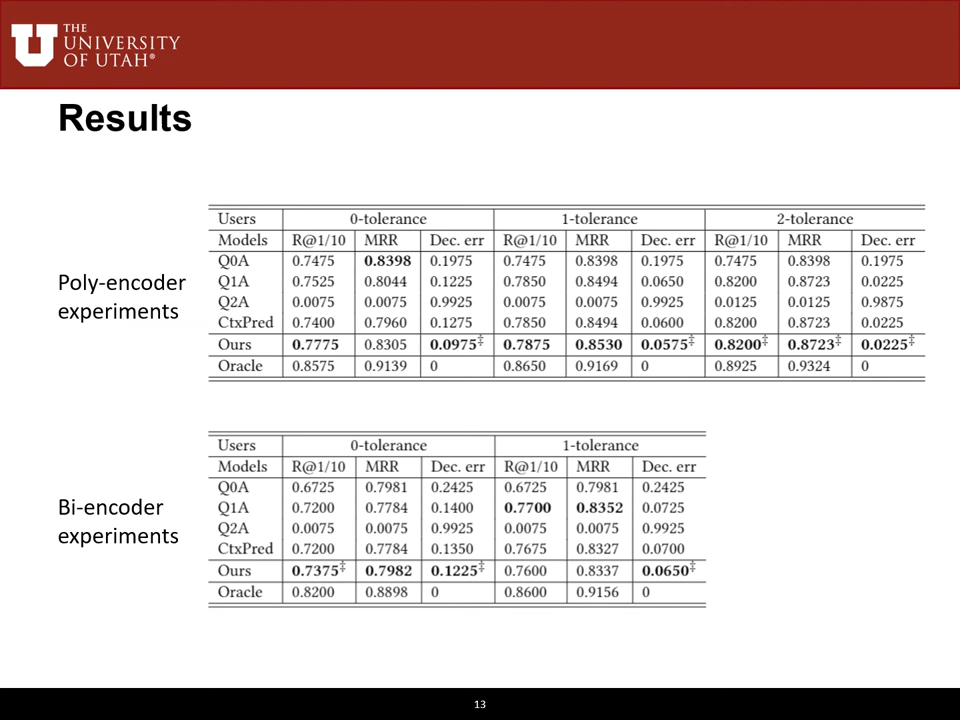 THE
UNIVERSITY
OF UTAH®
Results
Poly-encoder
experiments
Users 0-tolerance 1-tolerance 2-tolerance
Models R@1/10 MRR Dec. err R@1/10 MRR Dec. err R@1/10 MRR Dec. err
Q0A 0.7475 0.8398 0.1975 0.7475 0.8398 0.1975 0.7475 0.8398 0.1975
Q1A 0.7525 0.8044 0.1225 0.7850 0.8494 0.0650 0.8200 0.8723 0.0225
Q2A 0.0075 0.0075 0.9925 0.0075 0.0075 0.9925 0.0125 0.0125 0.9875
CtxPred 0.7400 0.7960 0.1275 0.7850 0.8494 0.0600 0.8200 0.8723 0.0225
Ours 0.7775 0.8305 0.0975‡ 0.7875 0.8530 0.0575‡ 0.8200‡ 0.8723‡ 0.0225‡
Oracle 0.8575 0.9139 0 0.8650 0.9169 0 0.8925 0.9324 0
Bi-encoder
experiments
Users 0-tolerance 1-tolerance
Models R@1/10 MRR Dec. err R@1/10 MRR Dec. err
Q0A 0.6725 0.7981 0.2425 0.6725 0.7981 0.2425
Q1A 0.7200 0.7784 0.1400 0.7700 0.8352 0.0725
Q2A 0.0075 0.0075 0.9925 0.0075 0.0075 0.9925
CtxPred 0.7200 0.7784 0.1350 0.7675 0.8327 0.0700
Ours 0.7375‡ 0.7982 0.1225‡ 0.7600 0.8337 0.0650‡
Oracle 0.8200 0.8898 0 0.8600 0.9156 0
13